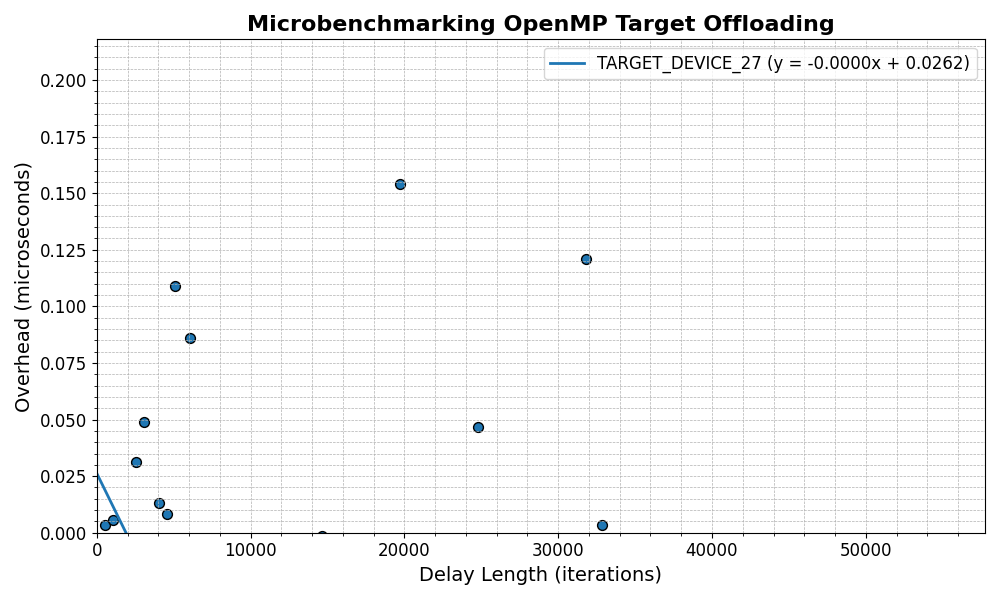 Microbenchmarking OpenMP Target Offloading
TARGET_DEVICE_27 (y = -0.0000x + 0.0262)
Overhead (microseconds)
0.200
0.175
0.150
0.125
0.100
0.075
0.050
0.025
0.000
0 10000 20000 30000 40000 50000
Delay Length (iterations)